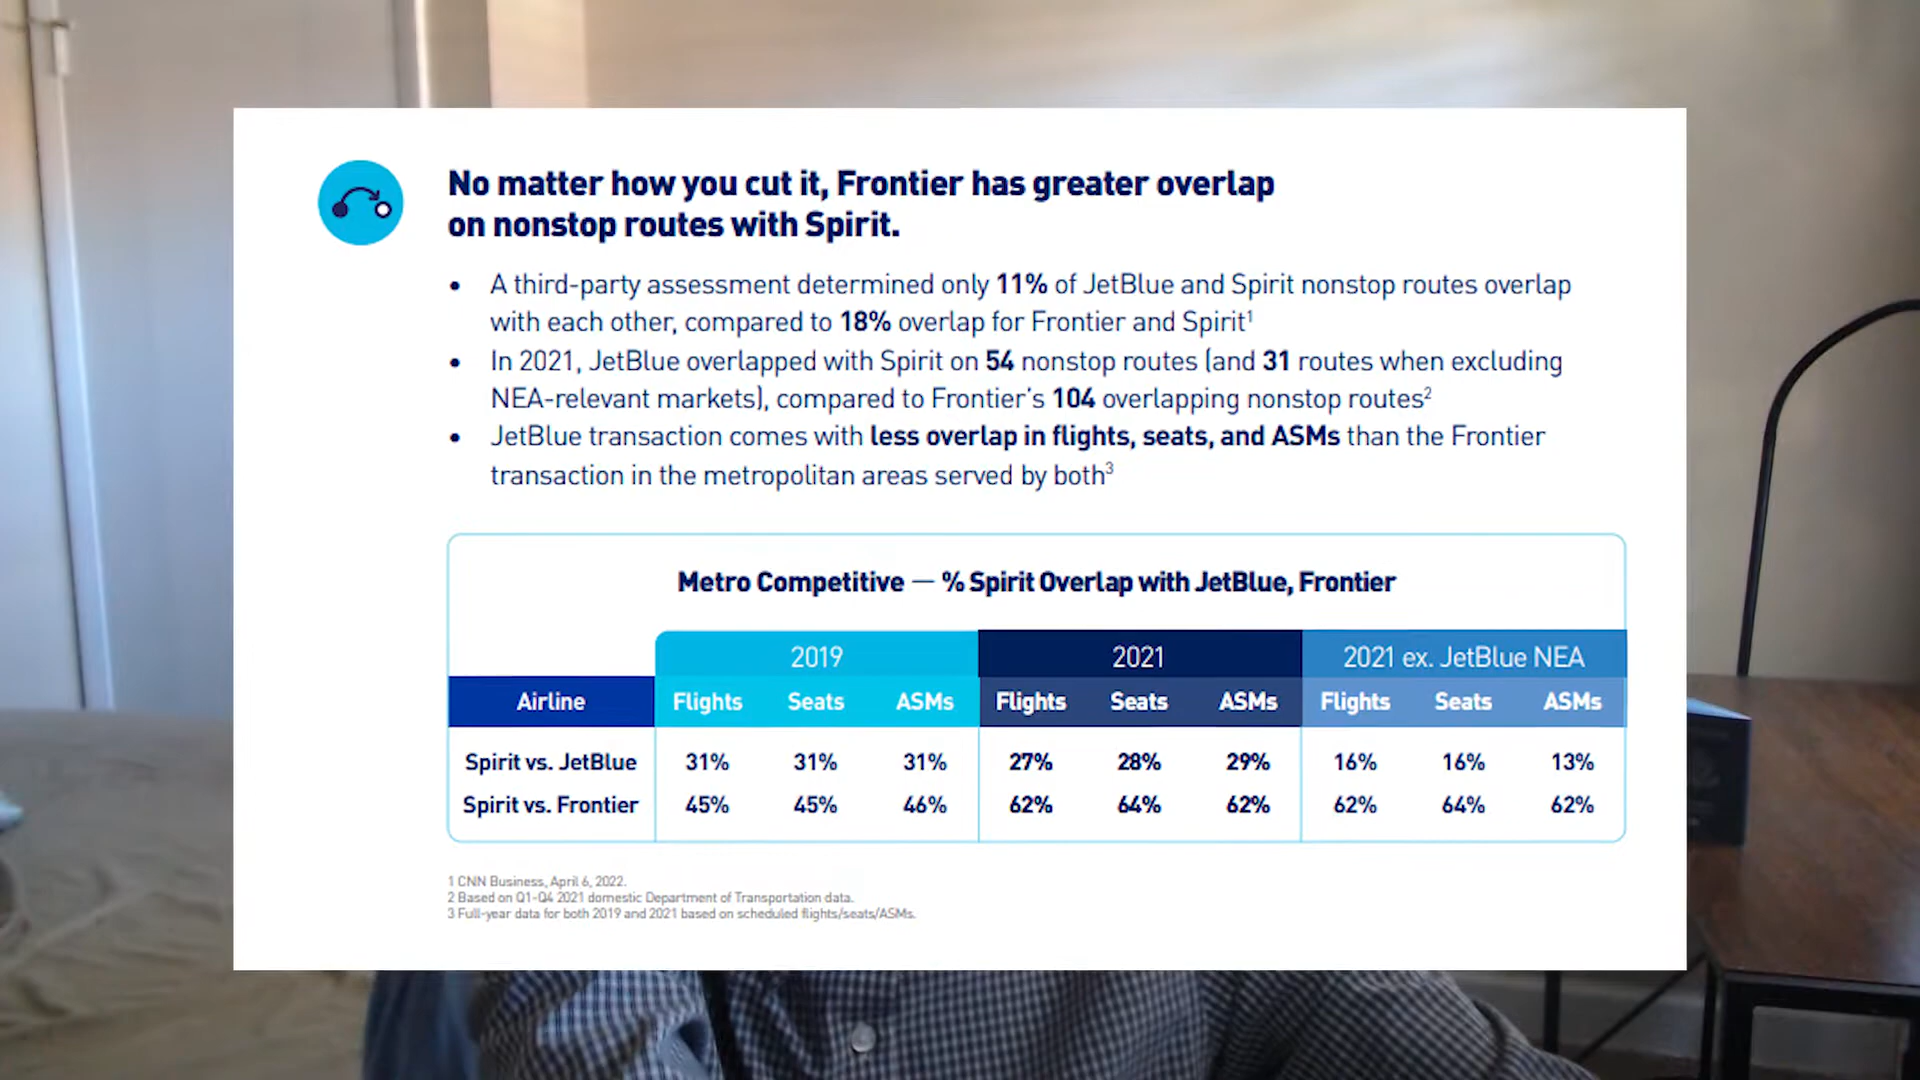 No matter how you cut it, Frontier has greater overlap
on nonstop routes with Spirit.
• A third-party assessment determined only 11% of JetBlue and Spirit nonstop routes overlap
with each other, compared to 18% overlap for Frontier and Spirit¹
• In 2021, JetBlue overlapped with Spirit on 54 nonstop routes (and 31 routes when excluding
NEA-relevant markets), compared to Frontier's 104 overlapping nonstop routes²
• JetBlue transaction comes with less overlap in flights, seats, and ASMs than the Frontier
transaction in the metropolitan areas served by both³
Metro Competitive — % Spirit Overlap with JetBlue, Frontier
2019 2021 2021 ex. JetBlue NEA
Airline Flights Seats ASMs Flights Seats ASMs Flights Seats ASMs
Spirit vs. JetBlue 31% 31% 31% 27% 28% 29% 16% 16% 13%
Spirit vs. Frontier 45% 45% 46% 62% 64% 62% 62% 64% 62%
1 CNN Business, April 6, 2022.
2 Based on Q1-Q4 2021 domestic Department of Transportation data.
3 Full-year data for both 2019 and 2021 based on scheduled flights/seats/ASMs.